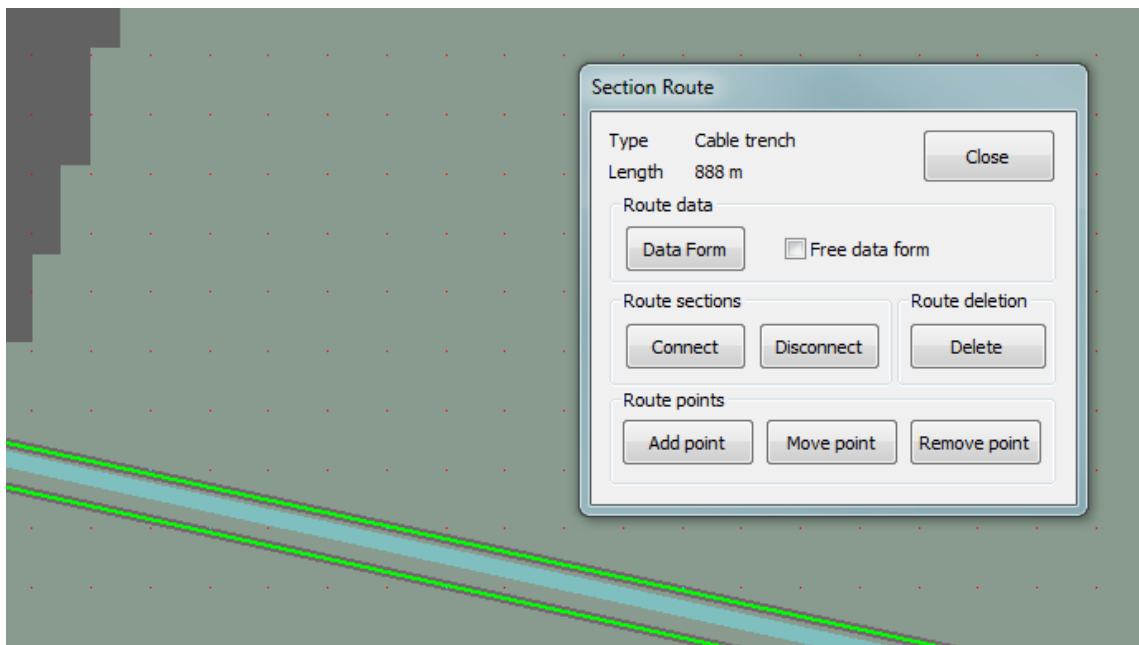 Section Route
Type Cable trench
Close
Length 888 m
Route data
Data Form Free data form
Route sections Route deletion
Connect Disconnect Delete
Route points
Add point Move point Remove point